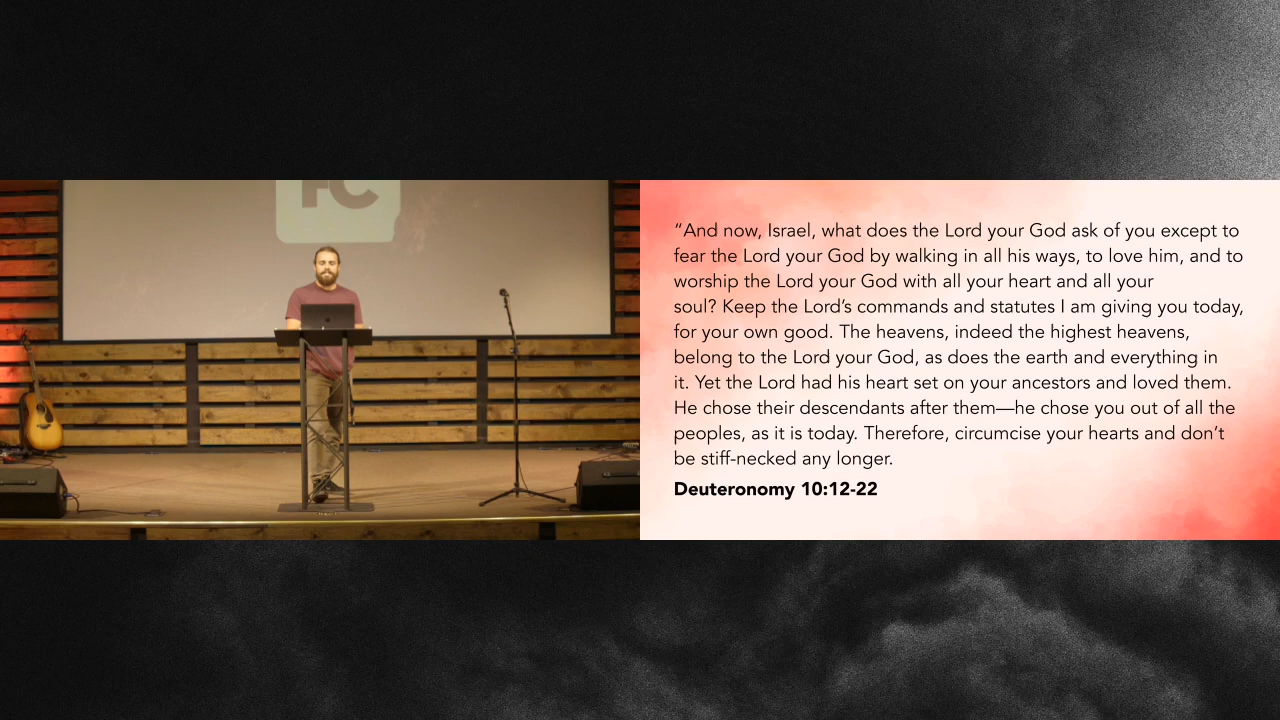 FC
“And now, Israel, what does the Lord your God ask of you except to
fear the Lord your God by walking in all his ways, to love him, and to
worship the Lord your God with all your heart and all your
soul? Keep the Lord’s commands and statutes I am giving you today,
for your own good. The heavens, indeed the highest heavens,
belong to the Lord your God, as does the earth and everything in
it. Yet the Lord had his heart set on your ancestors and loved them.
He chose their descendants after them—he chose you out of all the
peoples, as it is today. Therefore, circumcise your hearts and don’t
be stiff-necked any longer.
Deuteronomy 10:12-22